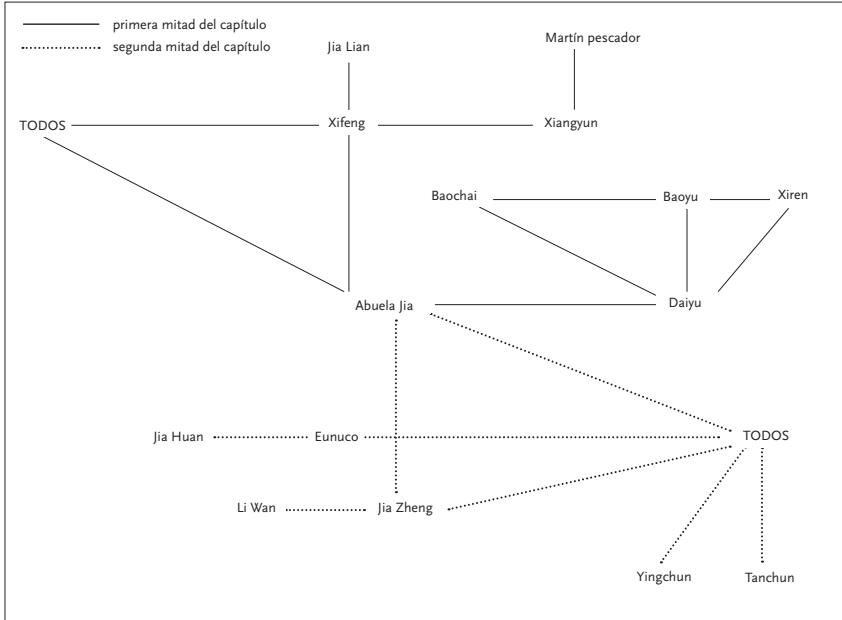 primera mitad del capítulo
segunda mitad del capítulo
Jia Lian
Martín pescador
TODOS
Xifeng
Xiangyun
Baochai
Baoyu
Xiren
Abuela Jia
Daiyu
Jia Huan
Eunuco
TODOS
Li Wan
Jia Zheng
Yingchun
Tanchun